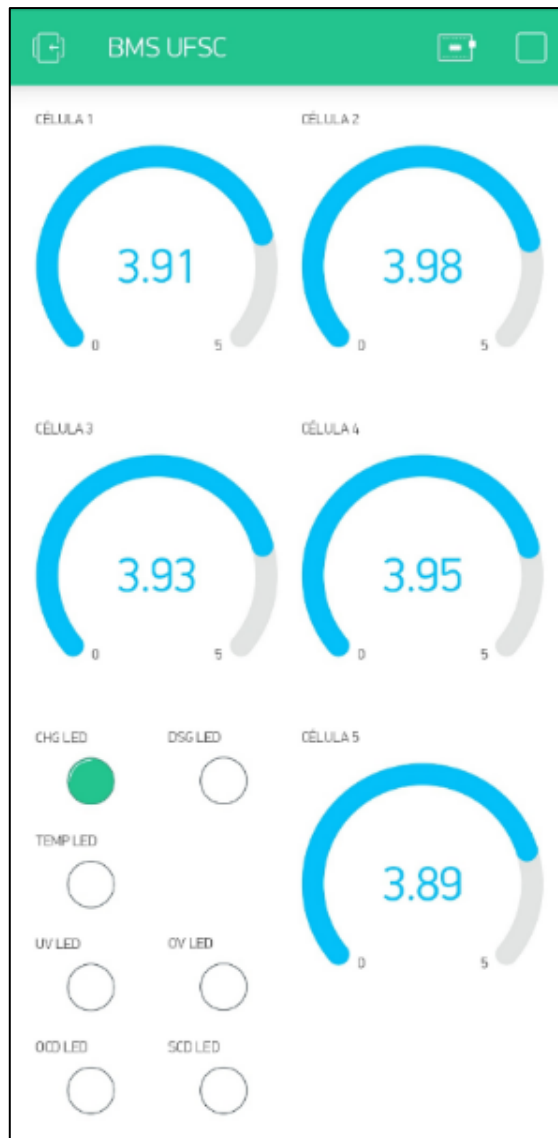 BMS UFSC
CÉLULA 1
CÉLULA 2
3.91
3.98
0
5
0
5
CÉLULA 3
CÉLULA 4
3.93
3.95
0
5
0
5
CHG LED
DSG LED
CÉLULA 5
TEMP LED
3.89
UV LED
OV LED
0
5
OCD LED
SCD LED